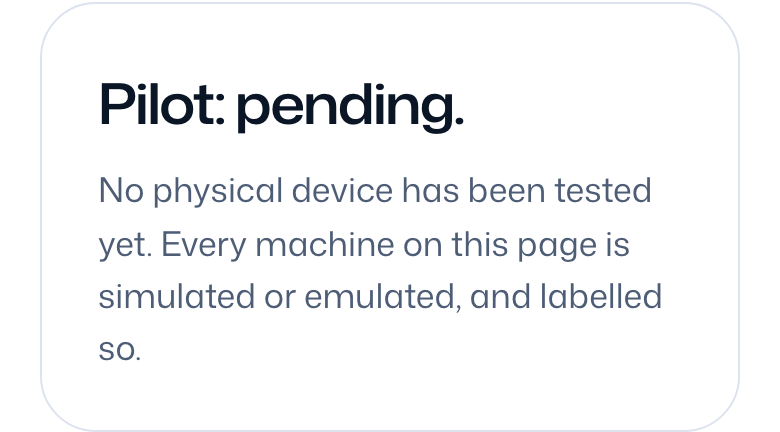 Pilot: pending.
No physical device has been tested
yet. Every machine on this page is
simulated or emulated, and labelled
so.